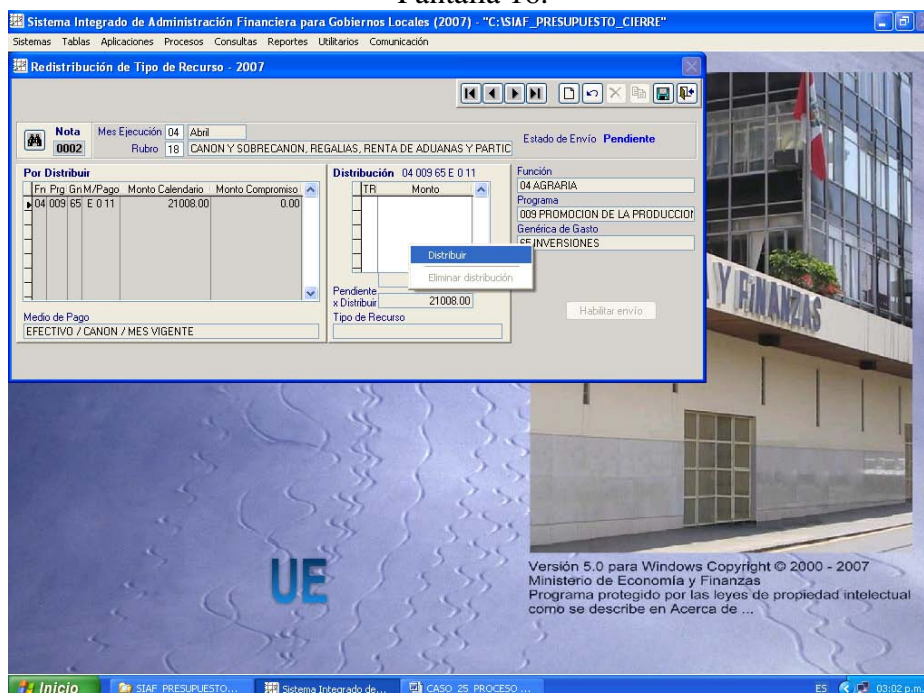 Pantalla 18.
Sistema Integrado de Administración Financiera para Gobiernos Locales (2007) - "C:\SIAF_PRESUPUESTO_CIERRE"
Sistemas Tablas Aplicaciones Procesos Consultas Reportes Utilitarios Comunicación
Redistribución de Tipo de Recurso - 2007
Nota
0002
Mes Ejecución 04 Abril
Rubro 18 CANON Y SOBRECANON, REGALIAS, RENTA DE ADUANAS Y PARTIC
Estado de Envío Pendiente
Por Distribuir
Fn Prg Gn M/Pago Monto Calendario Monto Compromiso
04 009 65 E 0 11 21008.00 0.00
Medio de Pago
EFECTIVO / CANON / MES VIGENTE
Distribución 04 009 65 E 0 11
TR Monto
Distribuir
Eliminar distribución
Pendiente
x Distribuir 21008.00
Tipo de Recurso
Función
04 AGRARIA
Programa
009 PROMOCION DE LA PRODUCCION
Genérica de Gasto
65 INVERSIONES
Habilitar envío
Y FINANZAS
UE
Versión 5.0 para Windows Copyright © 2000 - 2007
Ministerio de Economía y Finanzas
Programa protegido por las leyes de propiedad intelectual
como se describe en Acerca de ...
Inicio SIAF_PRESUPUESTO... Sistema Integrado de... CASO 25 PROCESO ... ES 03:02 p.m.